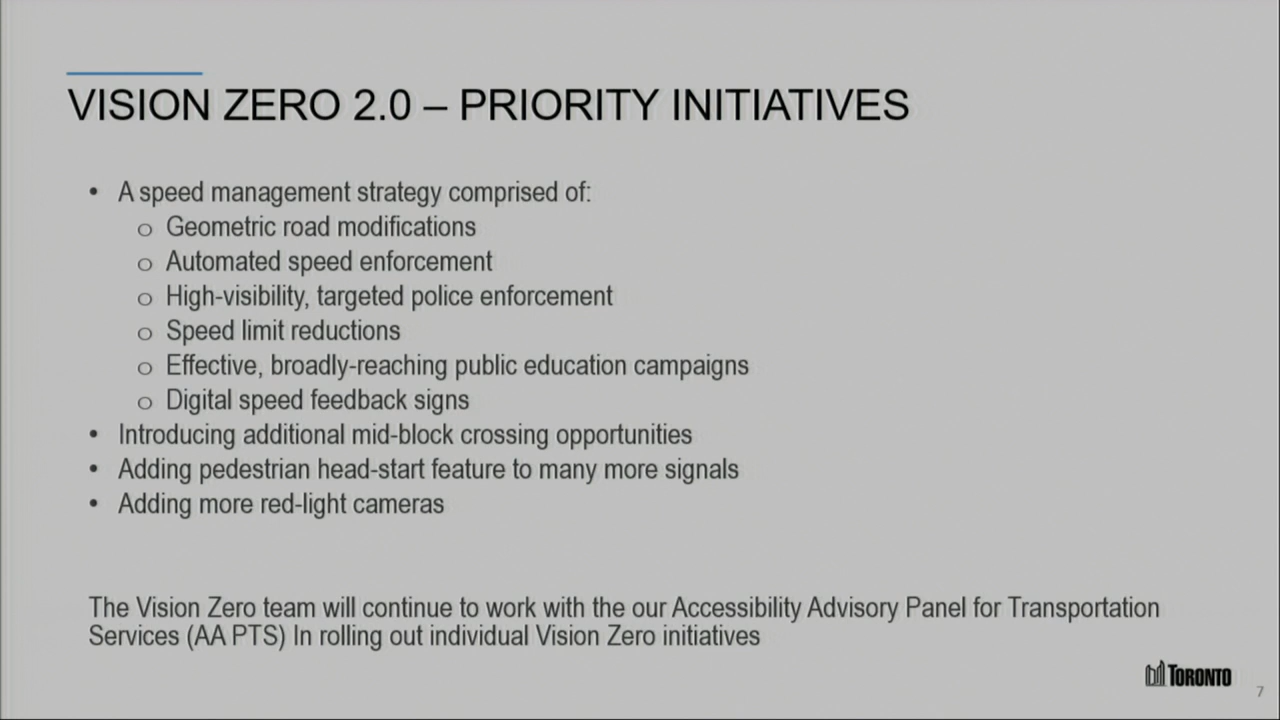 VISION ZERO 2.0 – PRIORITY INITIATIVES
• A speed management strategy comprised of:
o Geometric road modifications
o Automated speed enforcement
o High-visibility, targeted police enforcement
o Speed limit reductions
o Effective, broadly-reaching public education campaigns
o Digital speed feedback signs
• Introducing additional mid-block crossing opportunities
• Adding pedestrian head-start feature to many more signals
• Adding more red-light cameras
The Vision Zero team will continue to work with the our Accessibility Advisory Panel for Transportation
Services (AA PTS) In rolling out individual Vision Zero initiatives
TORONTO
7